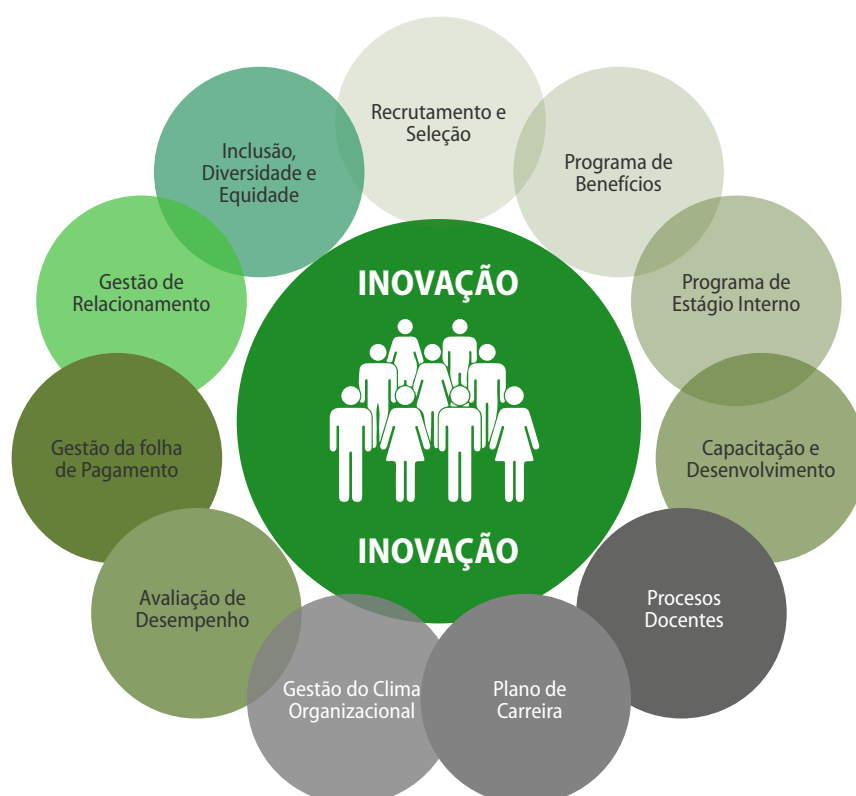 Recrutamento e
Seleção
Programa de
Benefícios
Programa de
Estágio Interno
Capacitação e
Desenvolvimento
Procesos
Docentes
Plano de
Carreira
Gestão do Clima
Organizacional
Avaliação de
Desempenho
Gestão da folha
de Pagamento
Gestão de
Relacionamento
Inclusão,
Diversidade e
Equidade
INOVAÇÃO
INOVAÇÃO